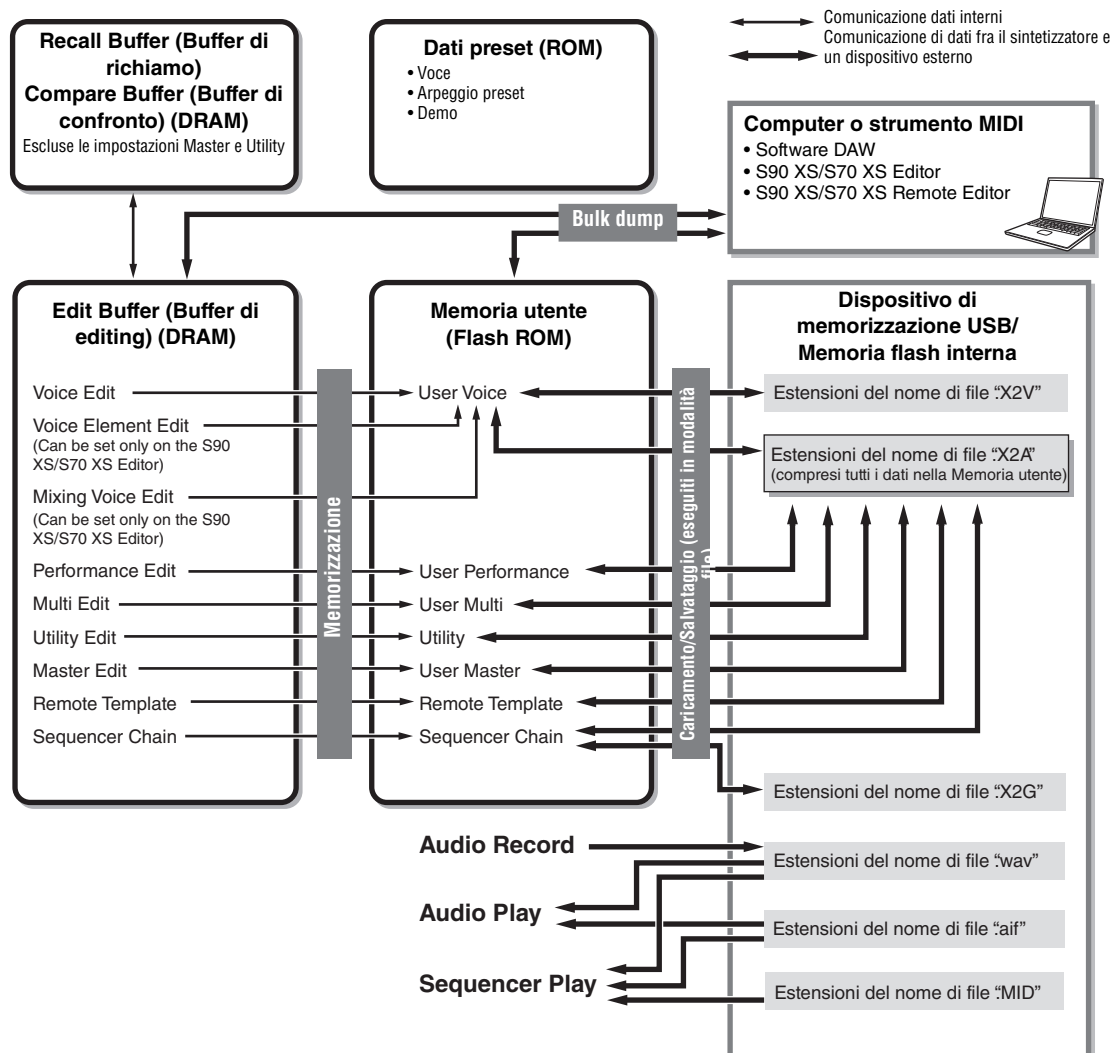 Comunicazione dati interni
Comunicazione di dati fra il sintetizzatore e
un dispositivo esterno
Recall Buffer (Buffer di
richiamo)
Compare Buffer (Buffer di
confronto) (DRAM)
Escluse le impostazioni Master e Utility
Dati preset (ROM)
• Voce
• Arpeggio preset
• Demo
Computer o strumento MIDI
• Software DAW
• S90 XS/S70 XS Editor
• S90 XS/S70 XS Remote Editor
Bulk dump
Edit Buffer (Buffer di
editing) (DRAM)
Voice Edit
Voice Element Edit
(Can be set only on the S90
XS/S70 XS Editor)
Mixing Voice Edit
(Can be set only on the S90
XS/S70 XS Editor)
Performance Edit
Multi Edit
Utility Edit
Master Edit
Remote Template
Sequencer Chain
Memorizzazione
Memoria utente
(Flash ROM)
User Voice
User Performance
User Multi
Utility
User Master
Remote Template
Sequencer Chain
Caricamento/Salvataggio (eseguiti in modalità
file)
Dispositivo di
memorizzazione USB/
Memoria flash interna
Estensioni del nome di file “.X2V”
Estensioni del nome di file “.X2A”
(compresi tutti i dati nella Memoria utente)
Estensioni del nome di file “.X2G”
Estensioni del nome di file “.wav”
Estensioni del nome di file “.aif”
Estensioni del nome di file “.MID”
Audio Record
Audio Play
Sequencer Play